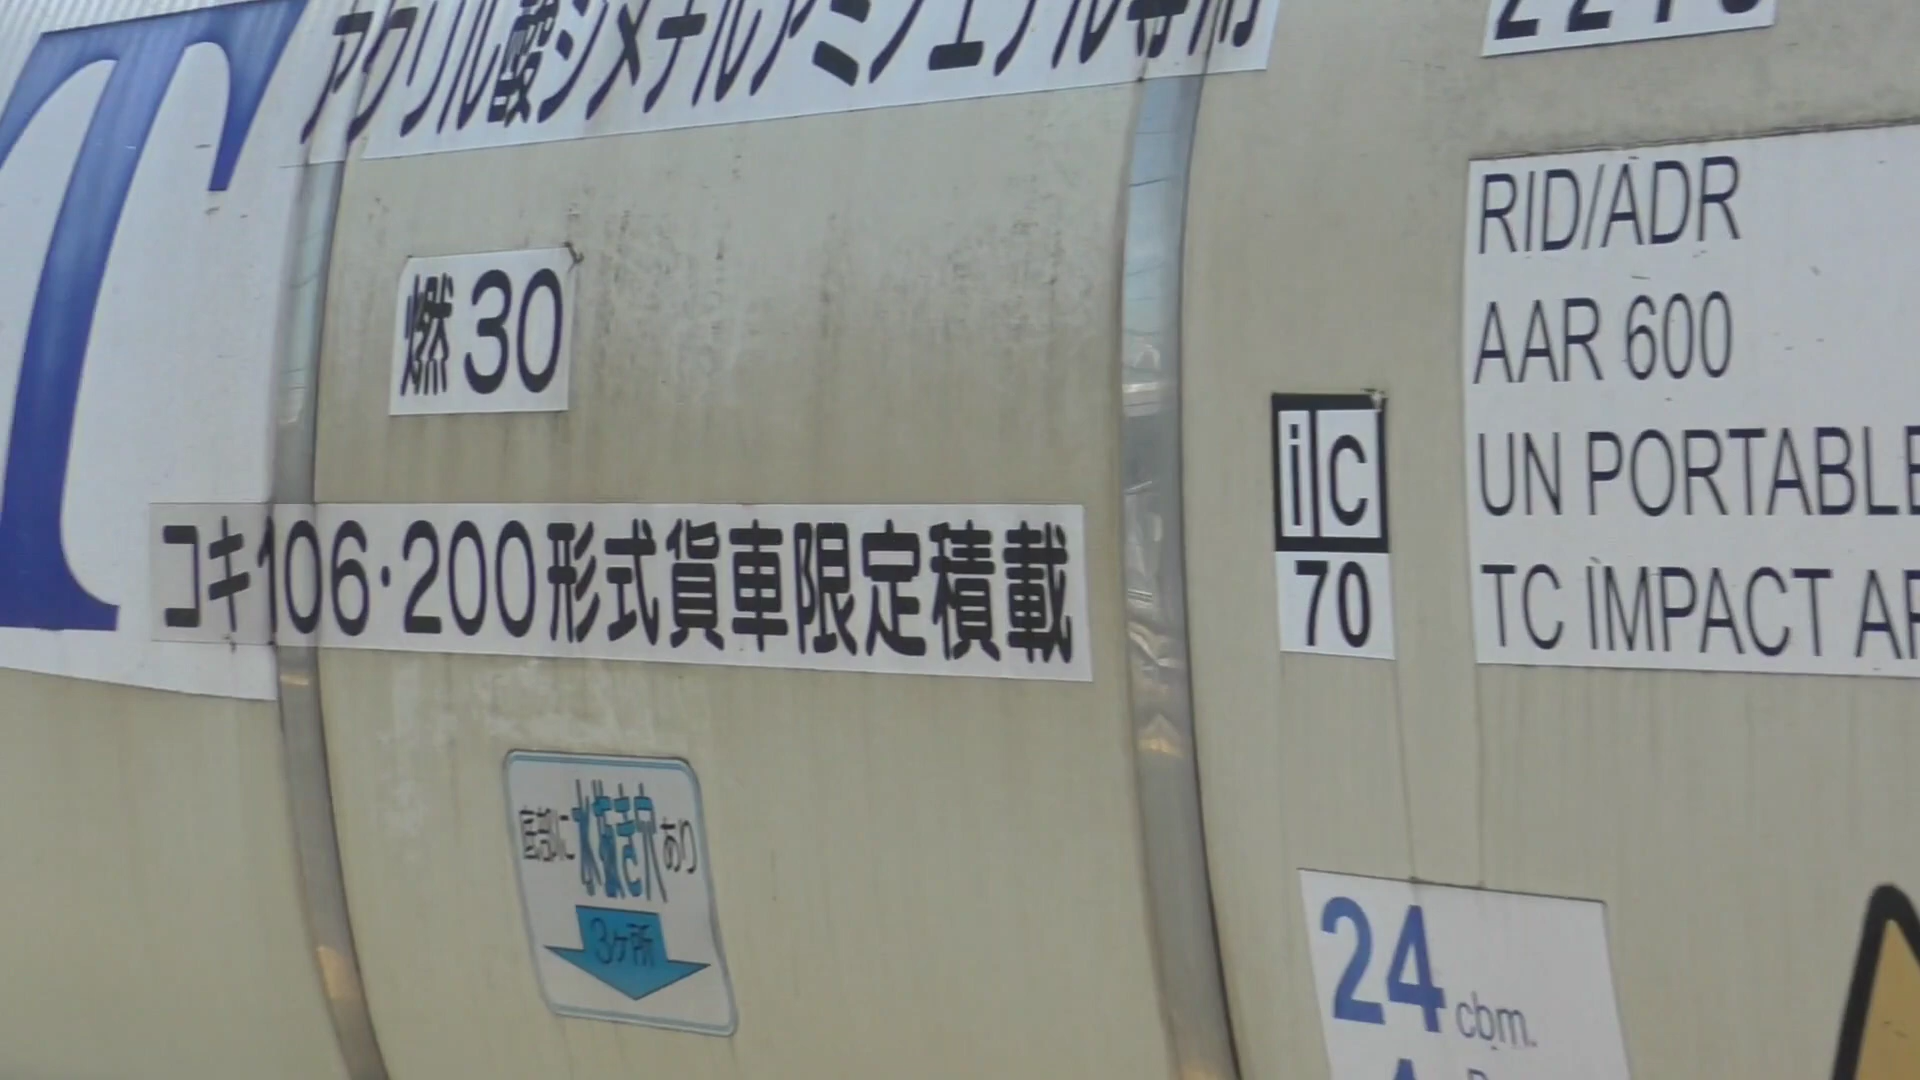 T
アクリル酸ジメチルアミノエチル専用
燃 30
コキ106・200形式貨車限定積載
底部に水抜き穴あり
3ヶ所
ic
70
RID/ADR
AAR 600
UN PORTABLE
TC IMPACT AP
24 cbm.